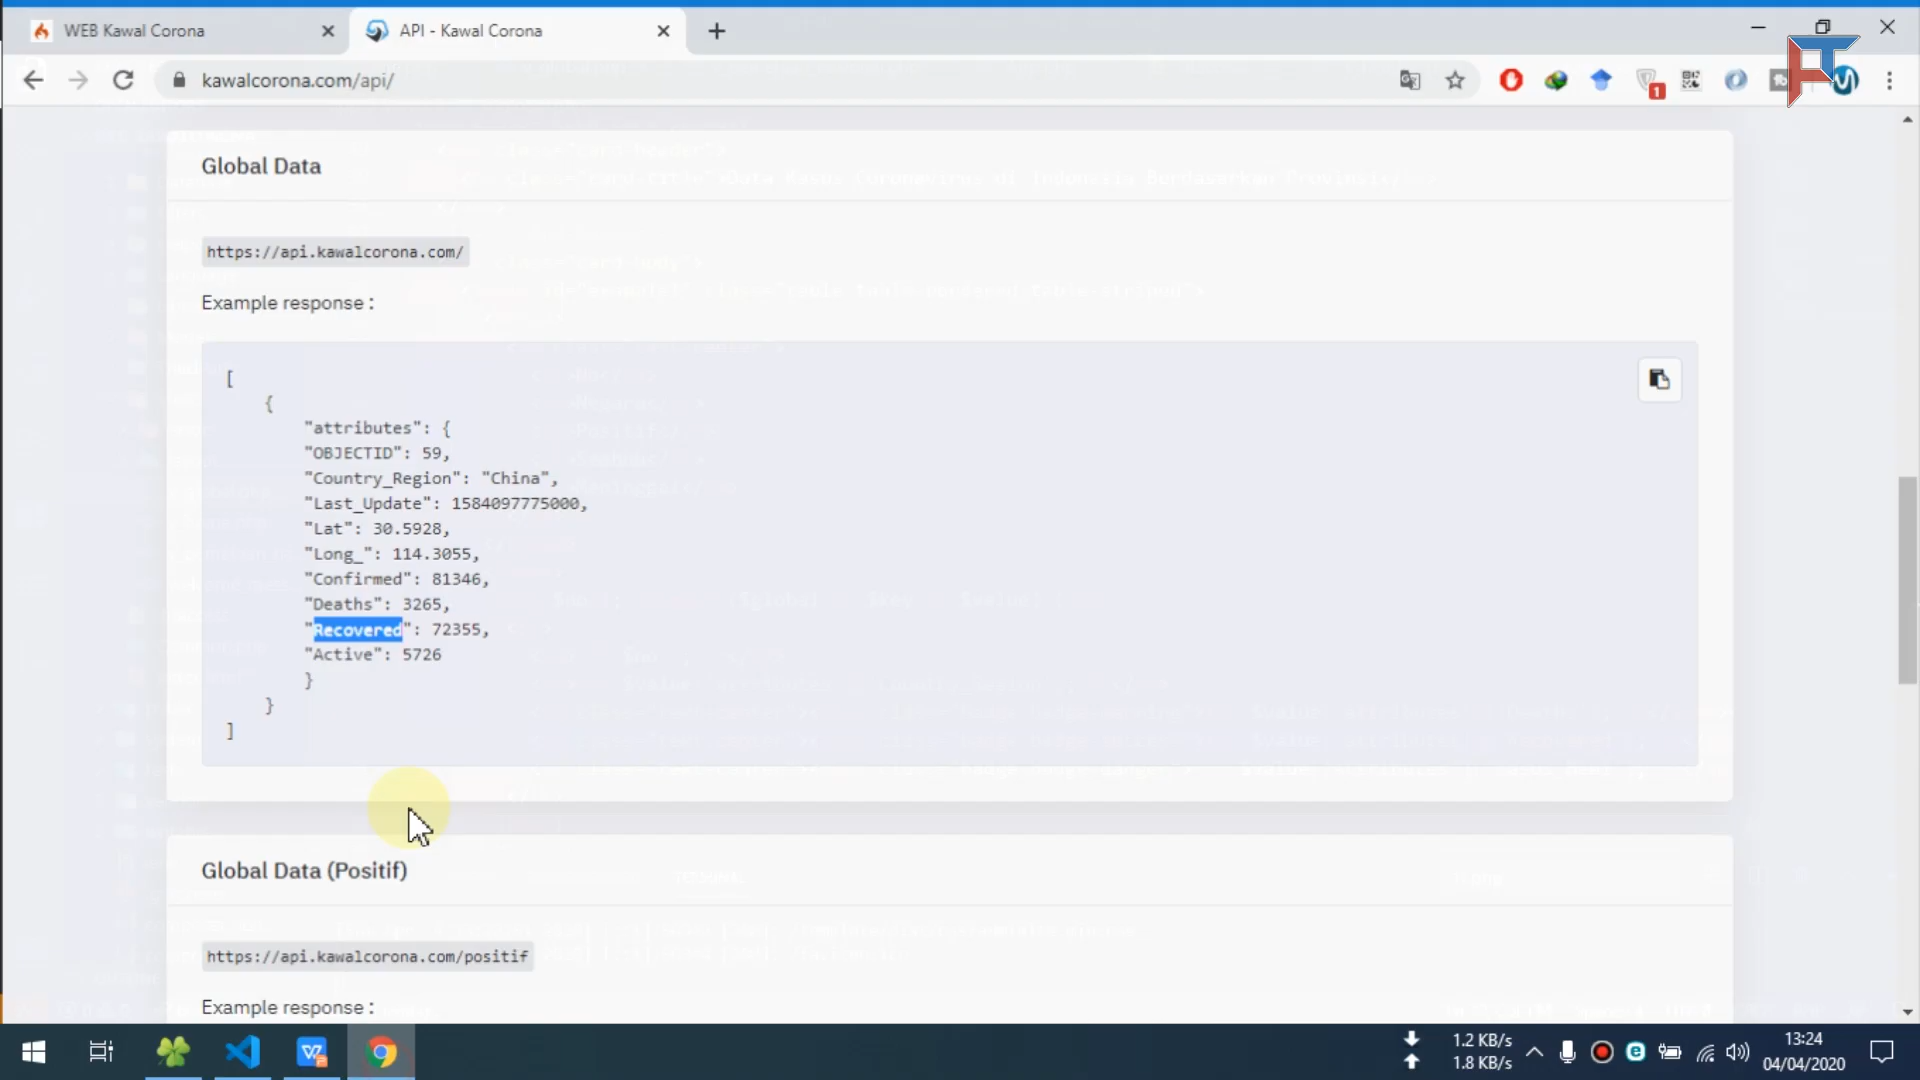 WEB Kawal Corona
API - Kawal Corona
kawalcorona.com/api/
1
Global Data
https://api.kawalcorona.com/
Example response :
[
{
"attributes": {
"OBJECTID": 59,
"Country_Region": "China",
"Last_Update": 1584097775000,
"Lat": 30.5928,
"Long_": 114.3055,
"Confirmed": 81346,
"Deaths": 3265,
"Recovered": 72355,
"Active": 5726
}
}
]
Global Data (Positif)
https://api.kawalcorona.com/positif
Example response :
1.2 KB/s
1.8 KB/s
13:24
04/04/2020